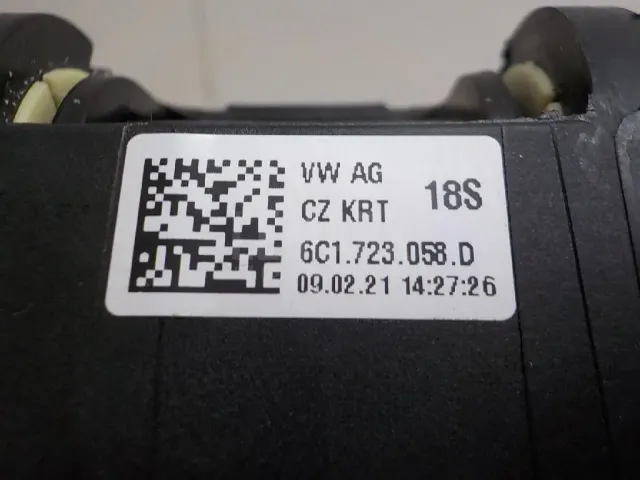 VW AG
CZ KRT 18S
6C1.723.058.D
09.02.21 14:27:26